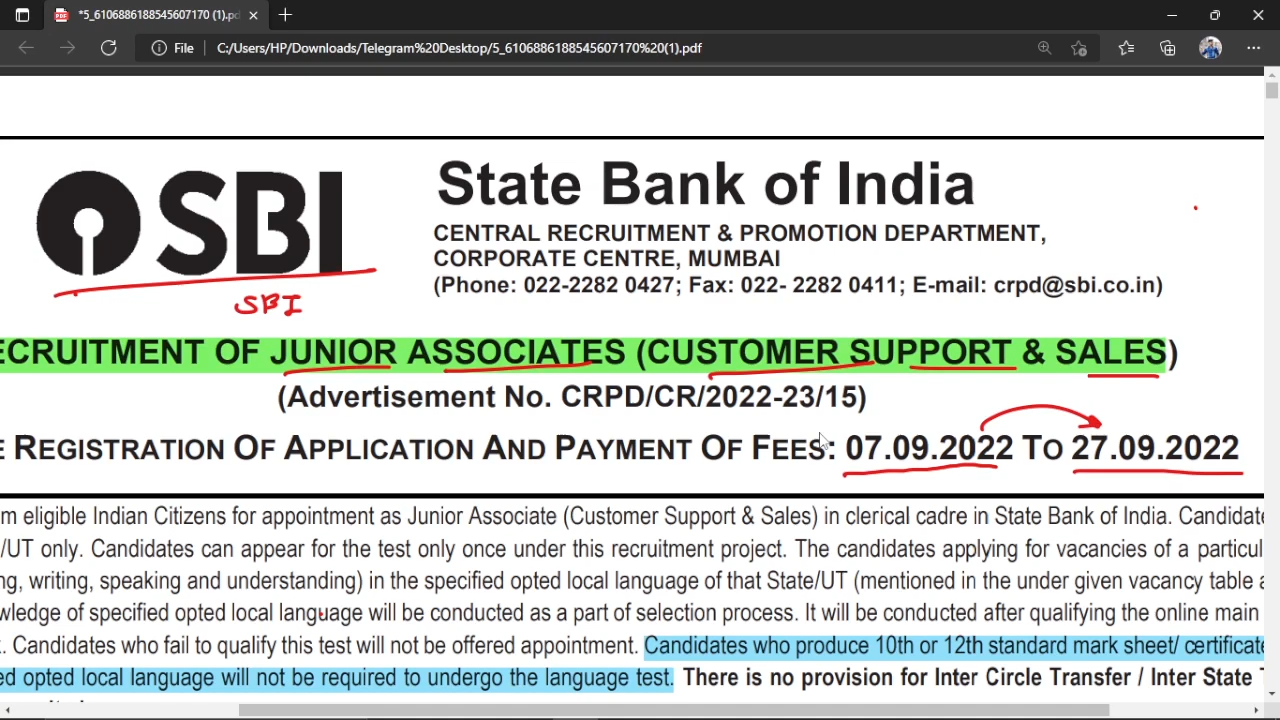 *5_6106886188545607170 (1).pd
File
C:/Users/HP/Downloads/Telegram%20Desktop/5_6106886188545607170%20(1).pdf
SBI
SBI
State Bank of India
CENTRAL RECRUITMENT & PROMOTION DEPARTMENT,
CORPORATE CENTRE, MUMBAI
(Phone: 022-2282 0427; Fax: 022- 2282 0411; E-mail: crpd@sbi.co.in)
ECRUITMENT OF JUNIOR ASSOCIATES (CUSTOMER SUPPORT & SALES)
(Advertisement No. CRPD/CR/2022-23/15)
E REGISTRATION OF APPLICATION AND PAYMENT OF FEES: 07.09.2022 TO 27.09.2022
m eligible Indian Citizens for appointment as Junior Associate (Customer Support & Sales) in clerical cadre in State Bank of India. Candidate
/UT only. Candidates can appear for the test only once under this recruitment project. The candidates applying for vacancies of a particul
ng, writing, speaking and understanding) in the specified opted local language of that State/UT (mentioned in the under given vacancy table a
wledge of specified opted local language will be conducted as a part of selection process. It will be conducted after qualifying the online main
. Candidates who fail to qualify this test will not be offered appointment. Candidates who produce 10th or 12th standard mark sheet/ certificate
ed opted local language will not be required to undergo the language test. There is no provision for Inter Circle Transfer / Inter State T